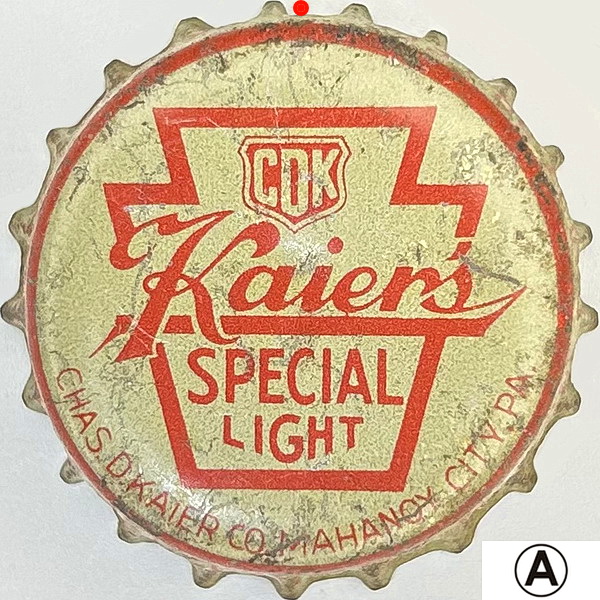 CDK
Kaier's
SPECIAL
LIGHT
CHAS. D. KAIER CO. MAHANOY CITY, PA.
A